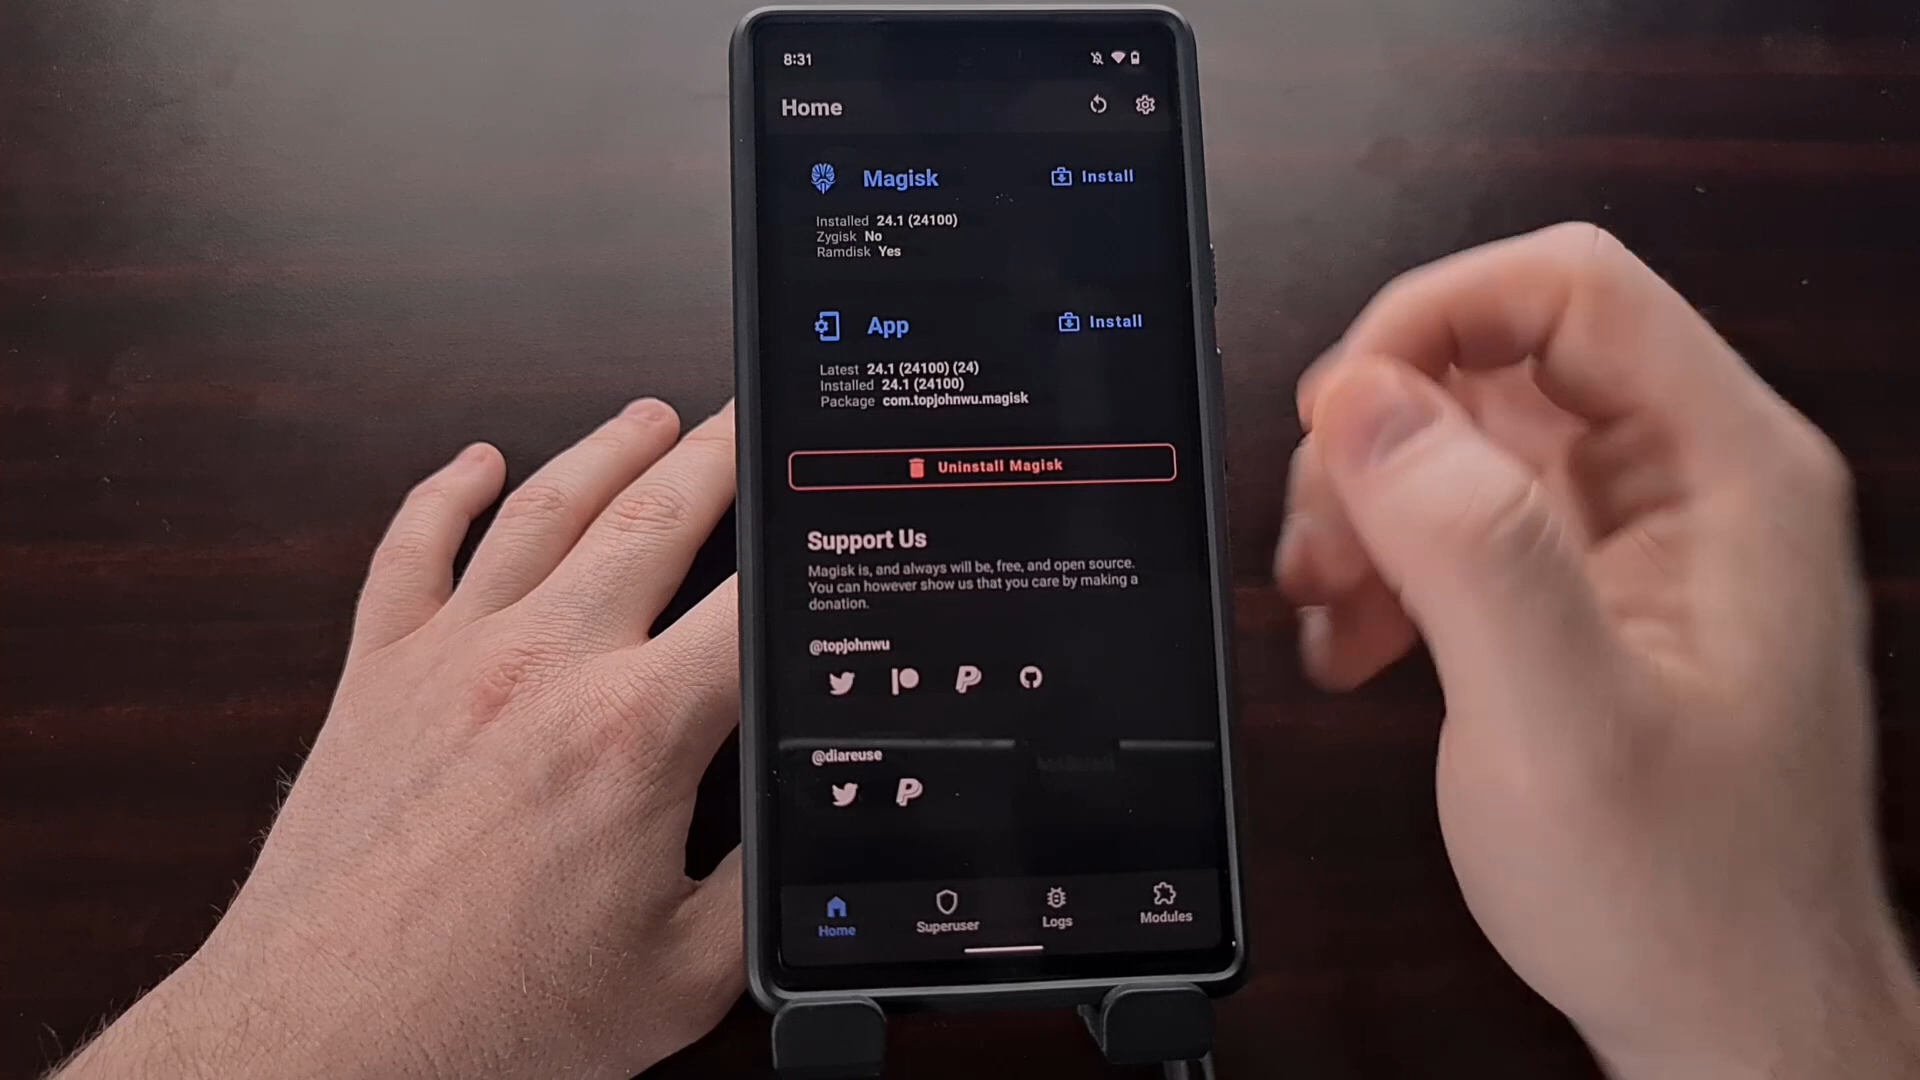 8:31
Home
Magisk Install
Installed 24.1 (24100)
Zygisk No
Ramdisk Yes
App Install
Latest 24.1 (24100) (24)
Installed 24.1 (24100)
Package com.topjohnwu.magisk
Uninstall Magisk
Support Us
Magisk is, and always will be, free, and open source.
You can however show us that you care by making a
donation.
@topjohnwu
@diareuse
Home Superuser Logs Modules